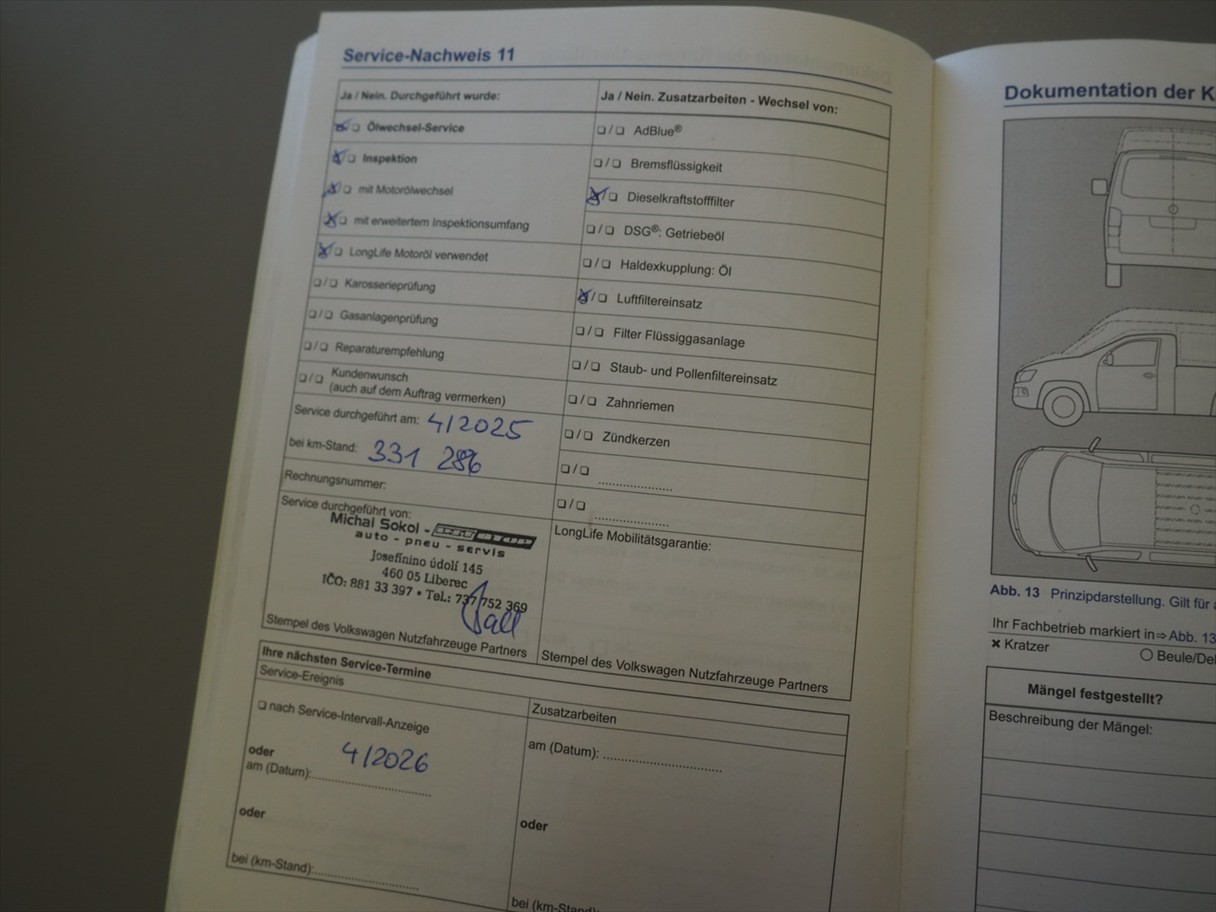 Service-Nachweis 11
Ja / Nein. Durchgeführt wurde:
Ölwechsel-Service
Inspektion
mit Motorölwechsel
mit erweitertem Inspektionsumfang
LongLife Motoröl verwendet
Karosserieprüfung
Gasanlagenprüfung
Reparaturempfehlung
Kundenwunsch
(auch auf dem Auftrag vermerken)
Service durchgeführt am: 4/2025
bei km-Stand: 331 286
Rechnungsnummer:
Service durchgeführt von:
Michal Sokol -
auto - pneu - servis
Josefínino údolí 145
460 05 Liberec
IČO: 881 33 397 • Tel.: 737 752 369
Stempel des Volkswagen Nutzfahrzeuge Partners
Ja / Nein. Zusatzarbeiten - Wechsel von:
AdBlue®
Bremsflüssigkeit
Dieselkraftstofffilter
DSG®: Getriebeöl
Haldexkupplung: Öl
Luftfiltereinsatz
Filter Flüssiggasanlage
Staub- und Pollenfiltereinsatz
Zahnriemen
Zündkerzen
LongLife Mobilitätsgarantie:
Stempel des Volkswagen Nutzfahrzeuge Partners
Ihre nächsten Service-Termine
Service-Ereignis
nach Service-Intervall-Anzeige
oder
4/2026
am (Datum):
oder
bei (km-Stand):
Zusatzarbeiten
am (Datum):
oder
bei (km-Stand):
Dokumentation der K
Abb. 13 Prinzipdarstellung. Gilt für a
Ihr Fachbetrieb markiert in⇒Abb. 13
✖ Kratzer
Beule/Del
Mängel festgestellt?
Beschreibung der Mängel: